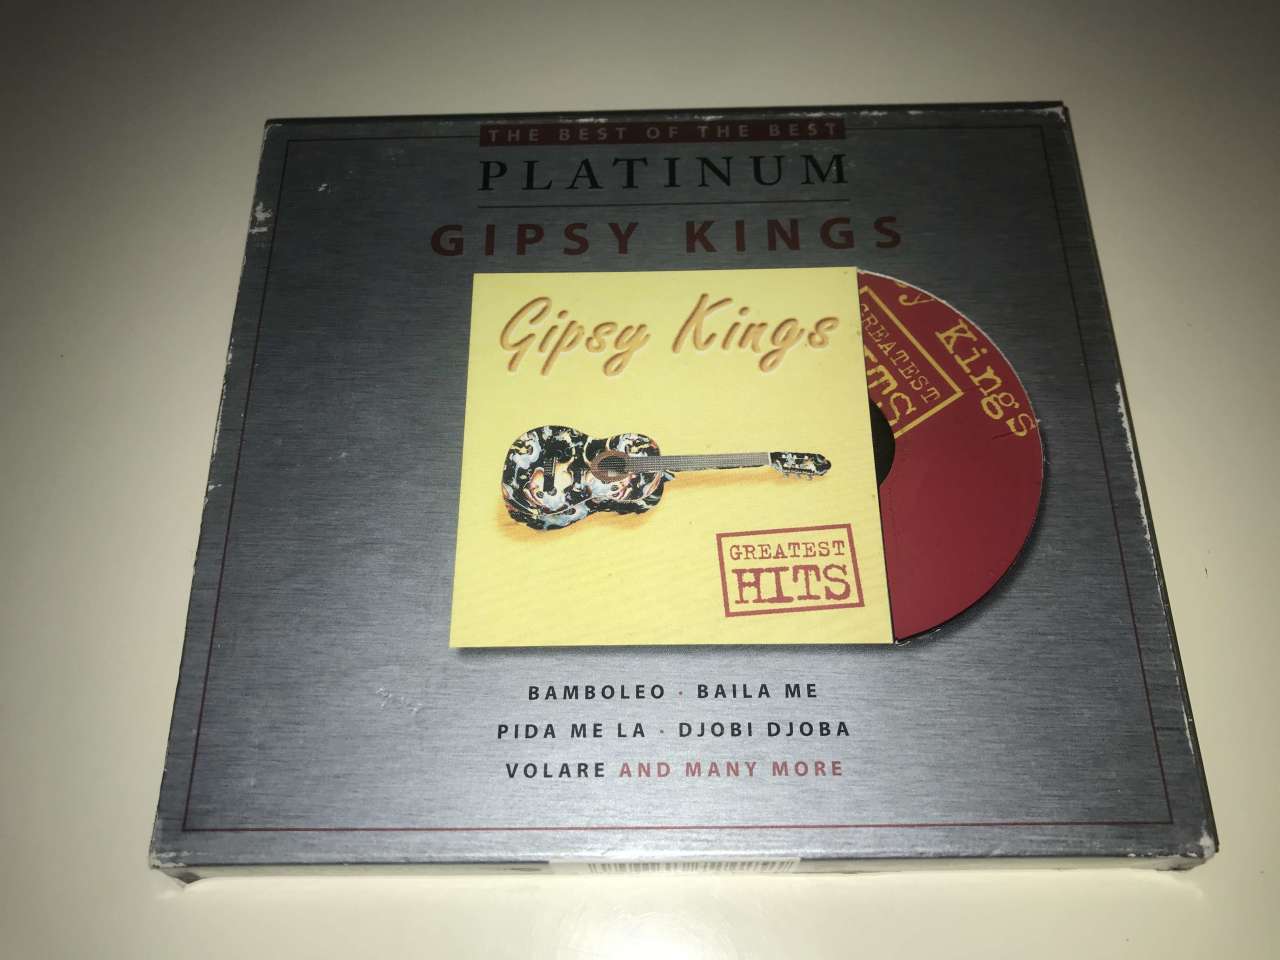 THE BEST OF THE BEST
PLATINUM
GIPSY KINGS
Gipsy Kings
Kings
GREATEST
HITS
BAMBOLEO · BAILA ME
PIDA ME LA · DJOBI DJOBA
VOLARE AND MANY MORE